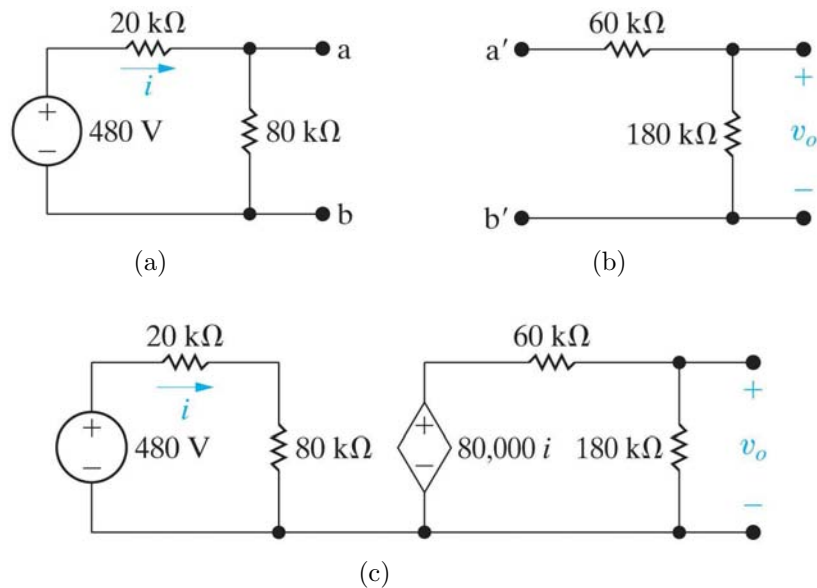 20 kΩ
i
+
480 V
−
80 kΩ
a
b
(a)
60 kΩ
a′
b′
180 kΩ
+
v_o
−
(b)
20 kΩ
i
+
480 V
−
80 kΩ
+
80,000 i
−
60 kΩ
180 kΩ
+
v_o
−
(c)